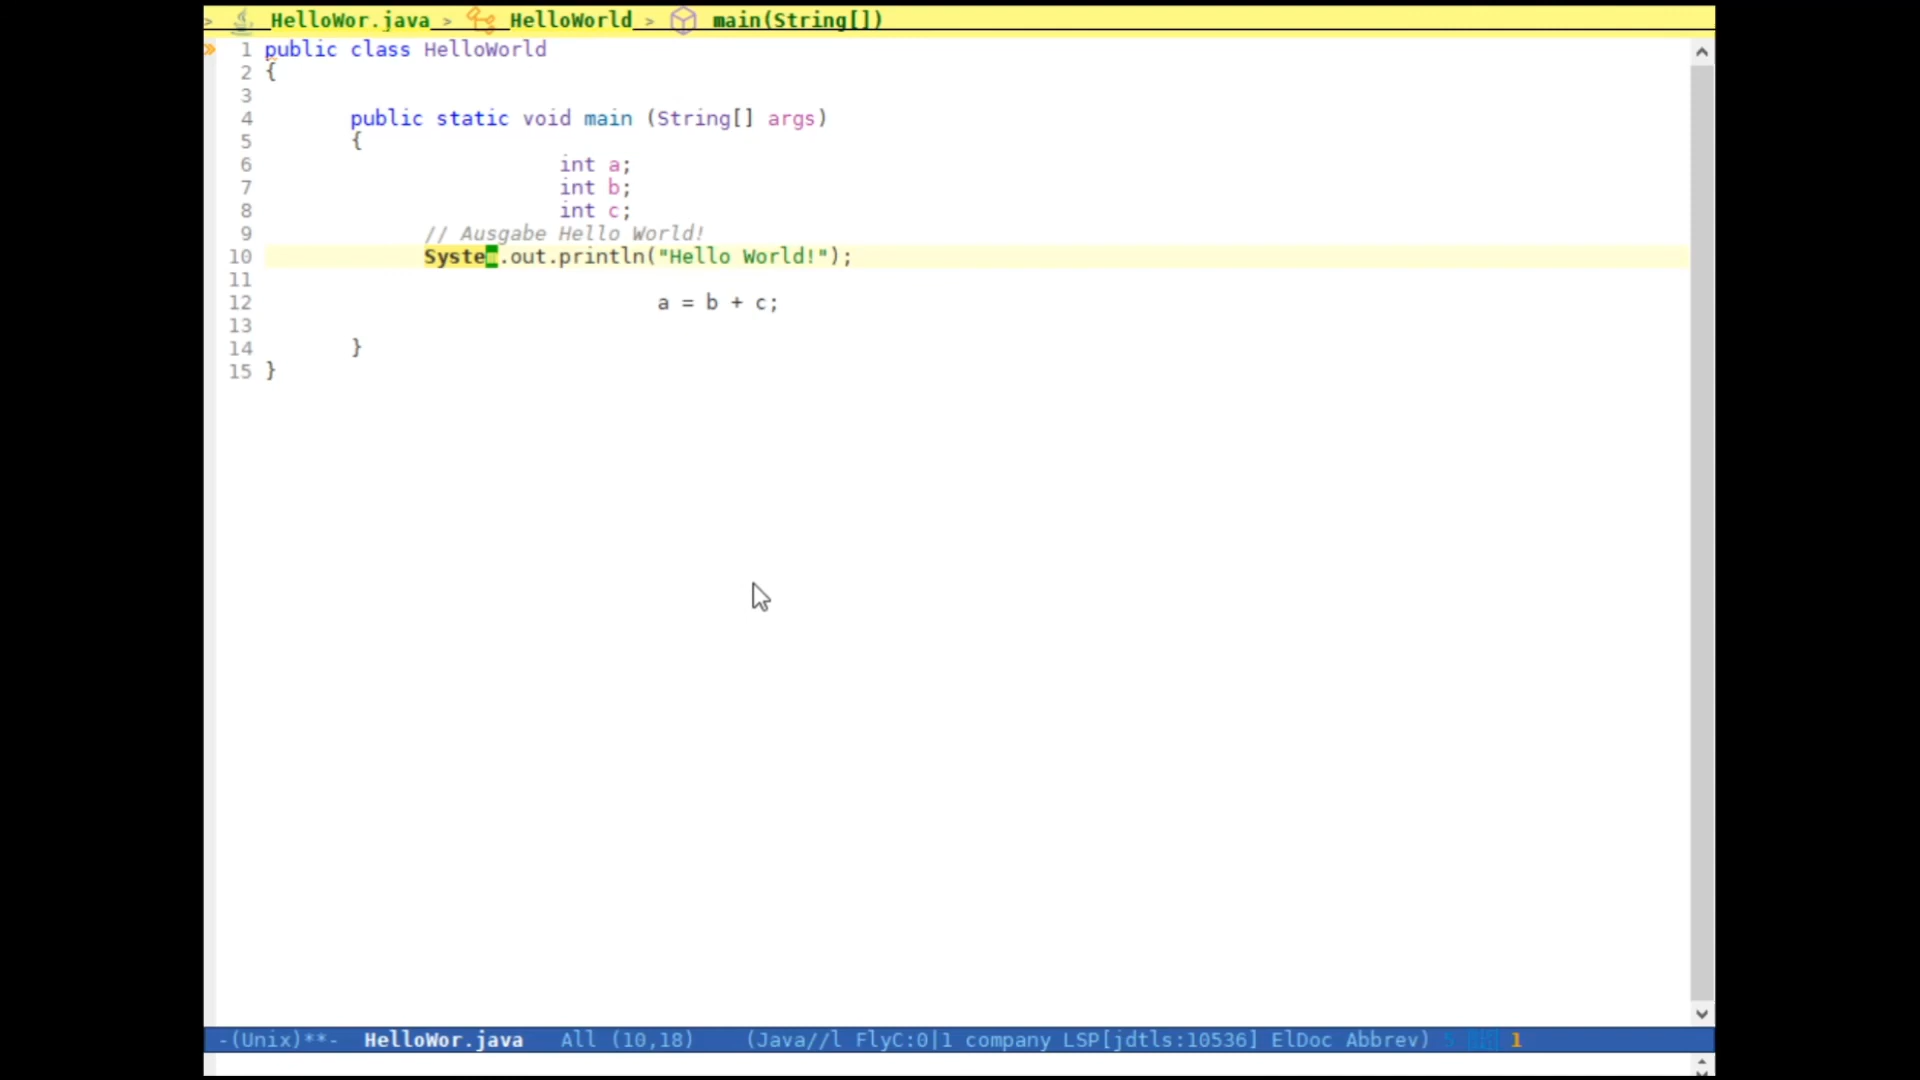 > HelloWor.java > HelloWorld > main(String[])
» 1 public class HelloWorld
2 {
3
4 public static void main (String[] args)
5 {
6 int a;
7 int b;
8 int c;
9 // Ausgabe Hello World!
10 System.out.println("Hello World!");
11
12 a = b + c;
13
14 }
15 }
-(Unix)**- HelloWor.java All (10,18) (Java//l FlyC:0|1 company LSP[jdtls:10536] ElDoc Abbrev) 5 1